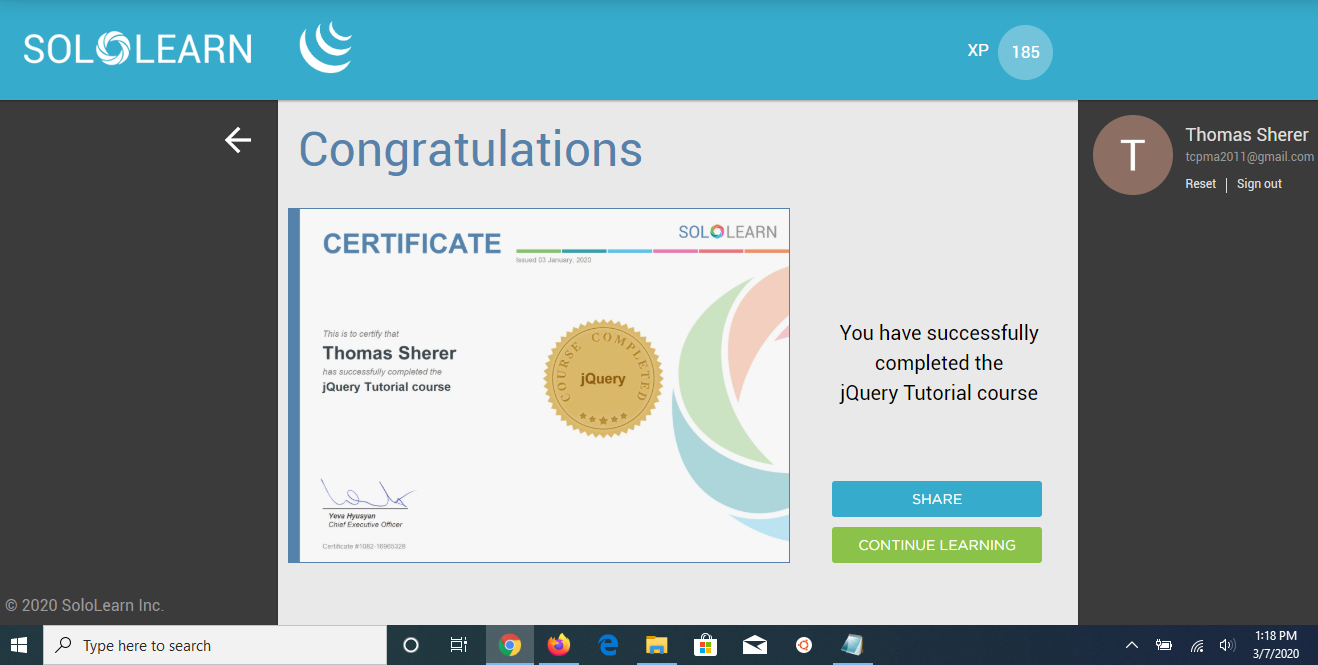 SOLOLEARN
XP 185
Thomas Sherer
tcpma2011@gmail.com
Reset | Sign out
Congratulations
SOLOLEARN
CERTIFICATE
Issued 03 January, 2020
This is to certify that
Thomas Sherer
has successfully completed the
jQuery Tutorial course
COURSE COMPLETED
jQuery
Yeva Hyusyan
Chief Executive Officer
Certificate #1082-16965328
You have successfully
completed the
jQuery Tutorial course
SHARE
CONTINUE LEARNING
T
© 2020 SoloLearn Inc.
Type here to search
1:18 PM
3/7/2020